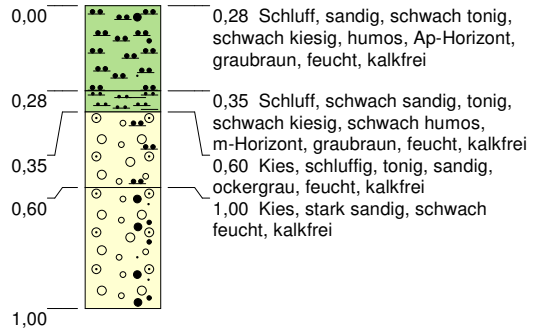 0,00
0,28 Schluff, sandig, schwach tonig,
schwach kiesig, humos, Ap-Horizont,
graubraun, feucht, kalkfrei
0,28
0,35 Schluff, schwach sandig, tonig,
schwach kiesig, schwach humos,
m-Horizont, graubraun, feucht, kalkfrei
0,35
0,60 Kies, schluffig, tonig, sandig,
ockergrau, feucht, kalkfrei
0,60
1,00 Kies, stark sandig, schwach
feucht, kalkfrei
1,00